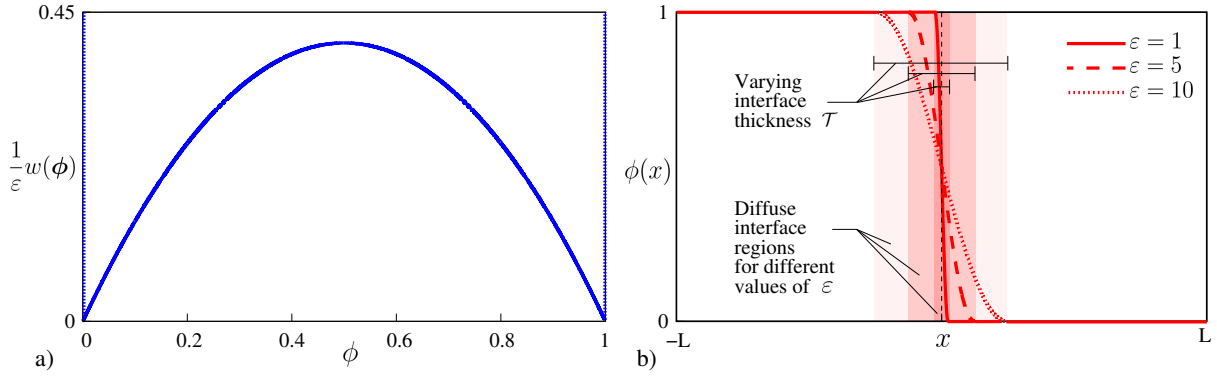 0.45
1/ε w(ϕ)
0
0 0.2 0.4 0.6 0.8 1
ϕ
a)
1
ϕ(x)
0
ε = 1
ε = 5
ε = 10
Varying
interface
thickness 𝒯
Diffuse
interface
regions
for different
values of ε
−L x L
b)